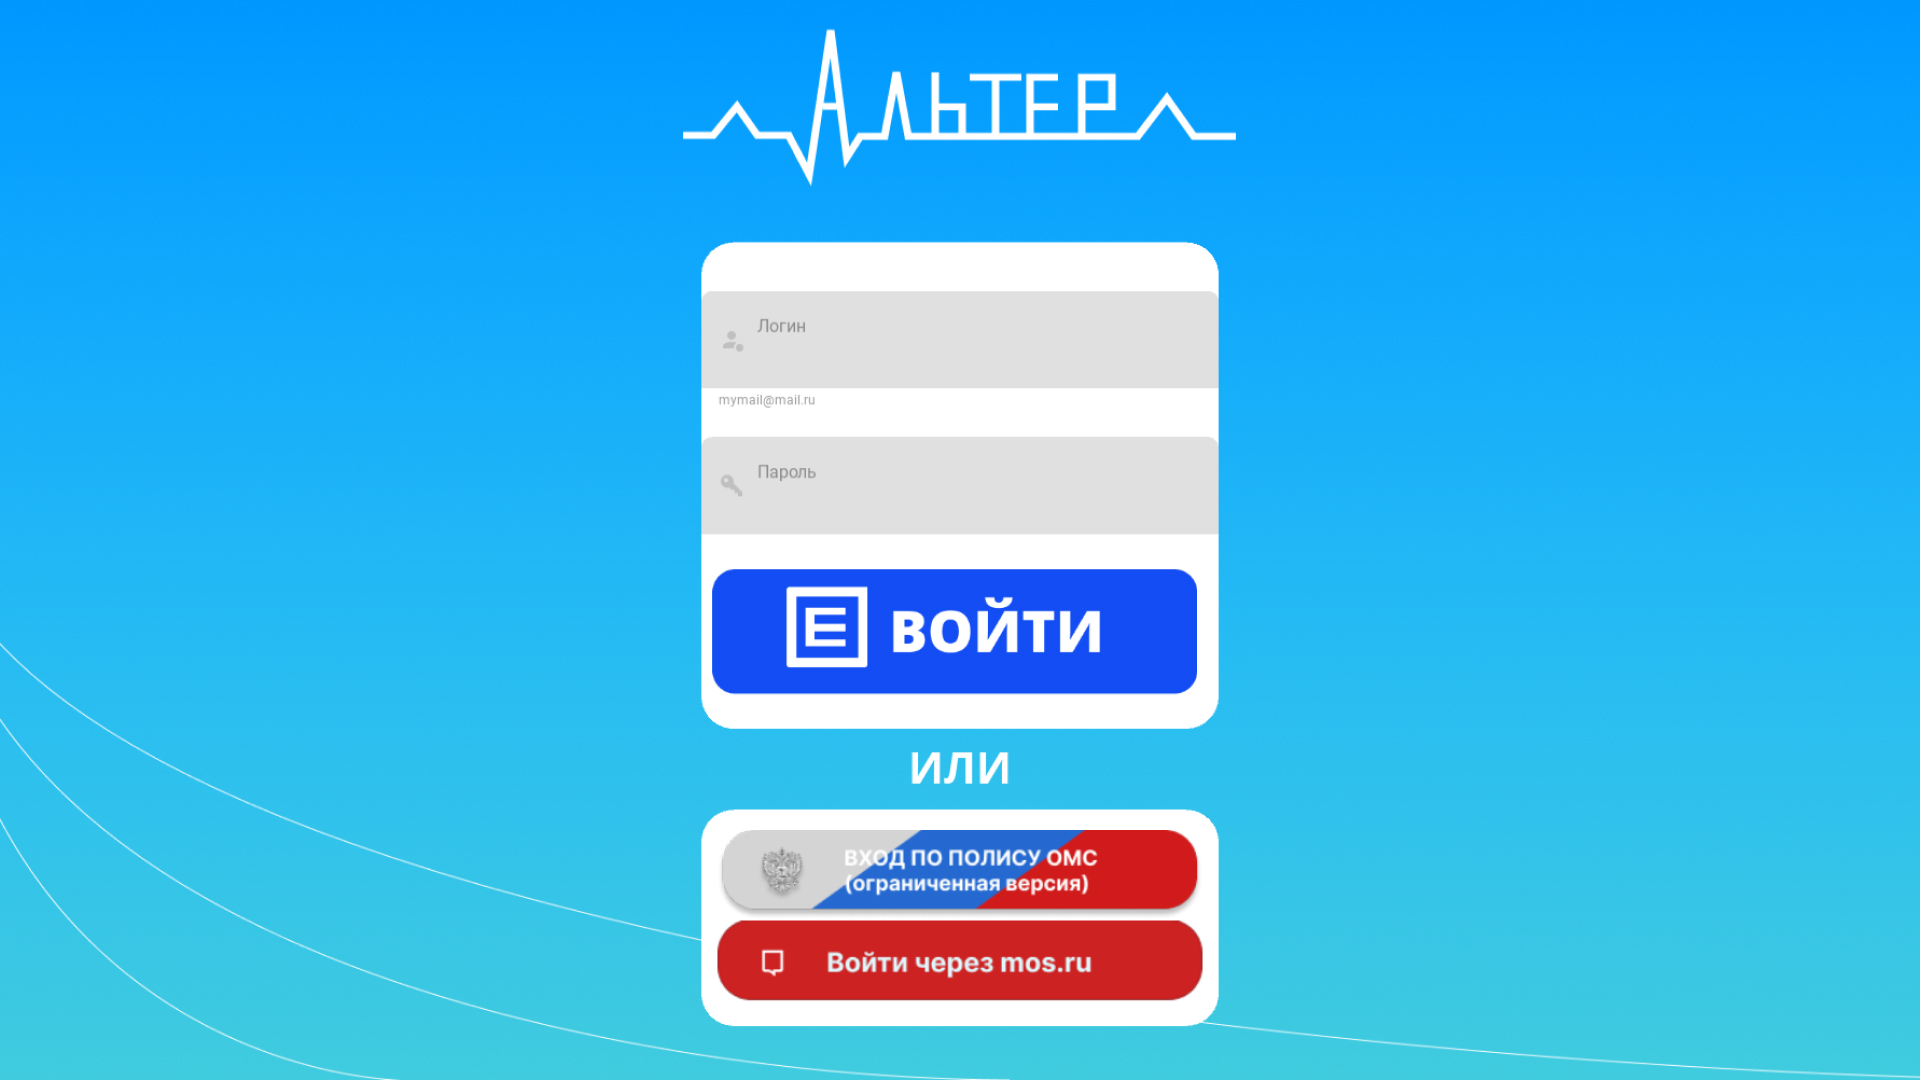 Альтер
Логин
mymail@mail.ru
Пароль
ВОЙТИ
ИЛИ
ВХОД ПО ПОЛИСУ ОМС
(ограниченная версия)
Войти через mos.ru